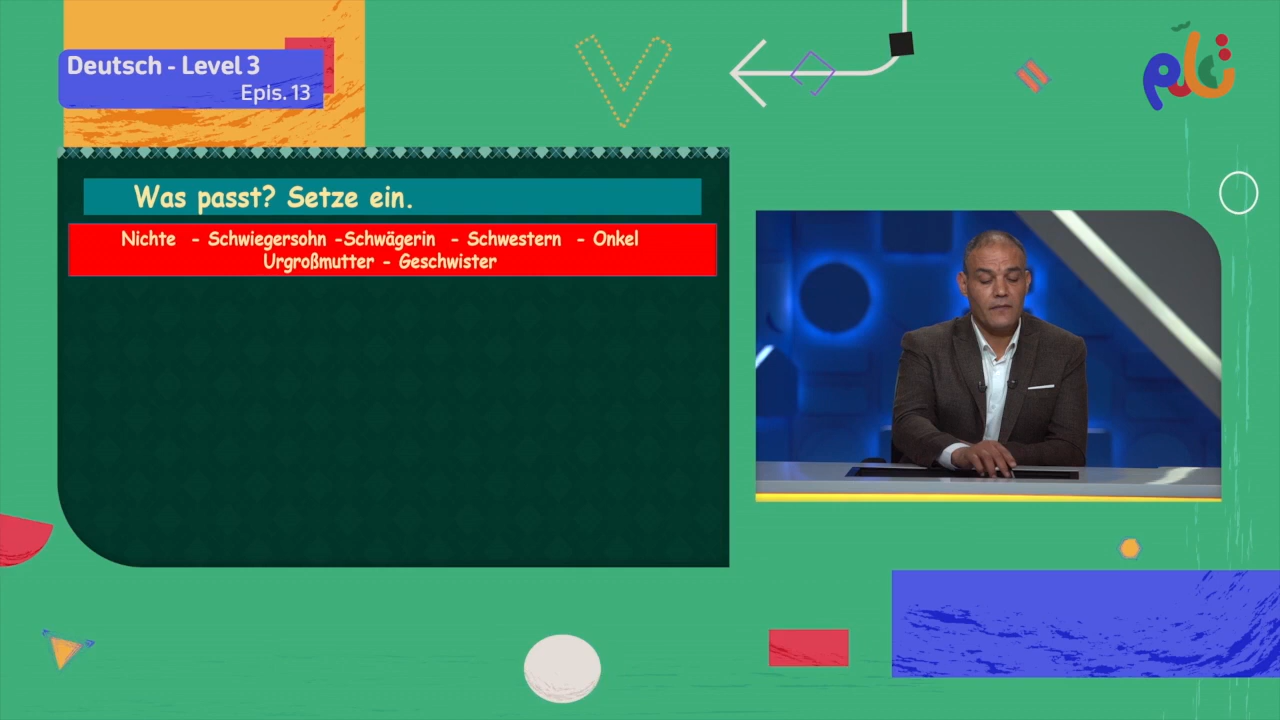 Deutsch - Level 3
Epis. 13
Was passt? Setze ein.
Nichte - Schwiegersohn -Schwägerin - Schwestern - Onkel
Urgroßmutter - Geschwister